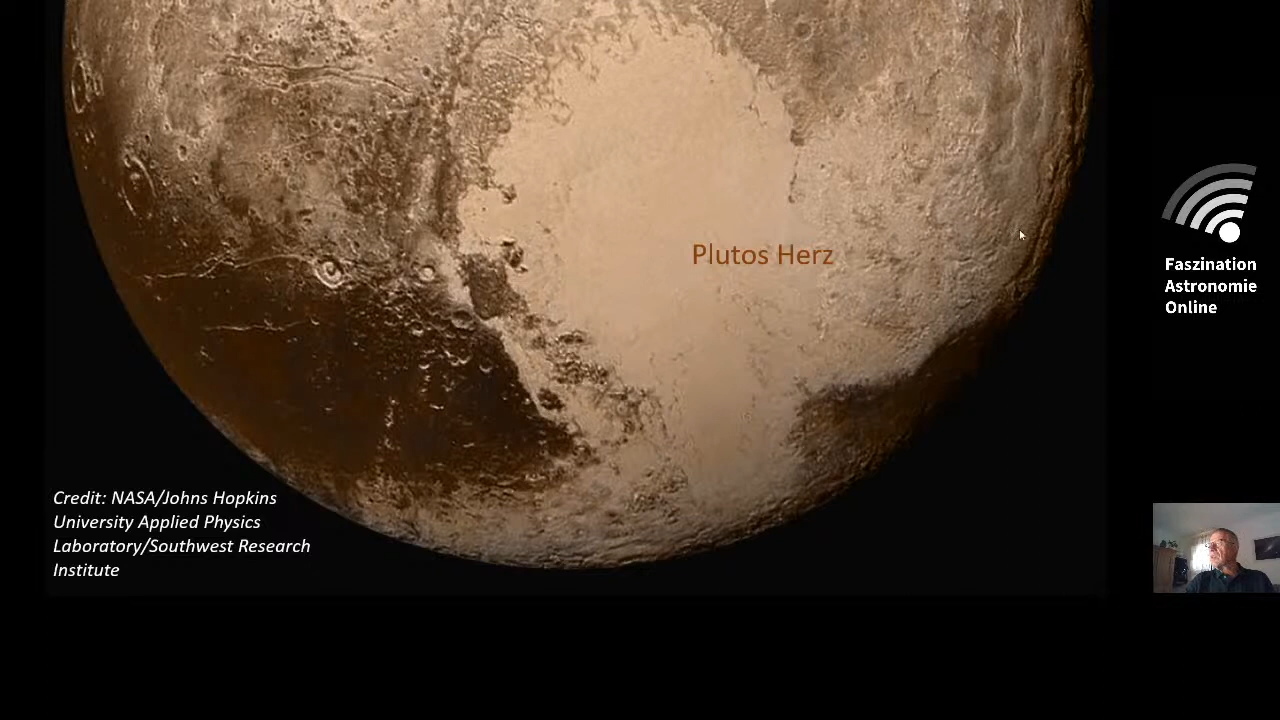 Plutos Herz
Faszination
Astronomie
Online
Credit: NASA/Johns Hopkins
University Applied Physics
Laboratory/Southwest Research
Institute